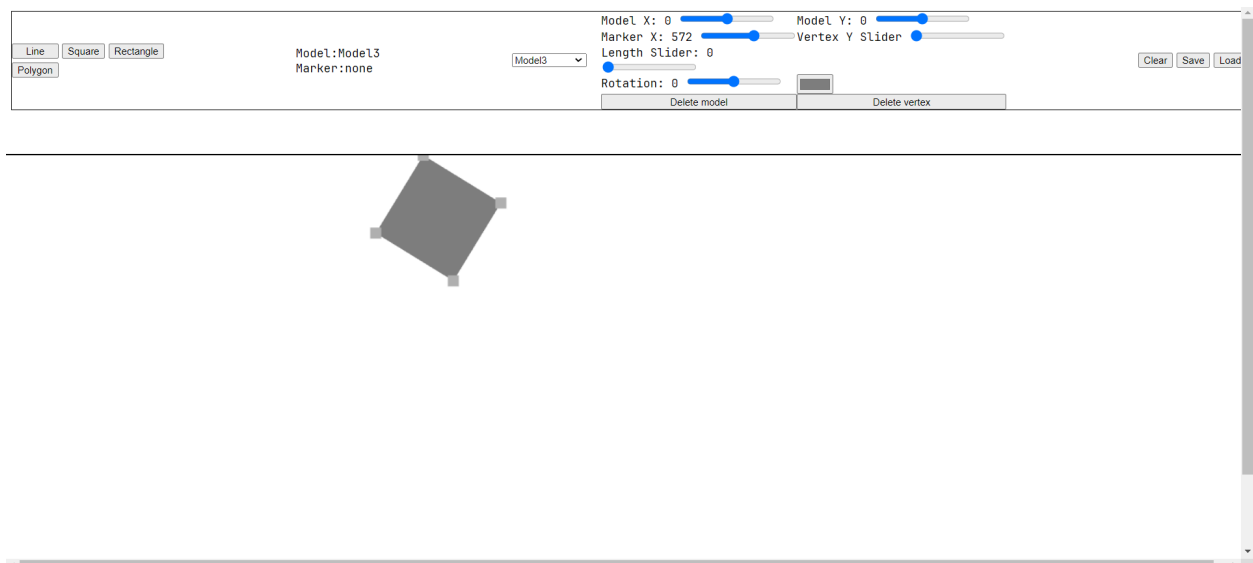 Model X: 0 Model Y: 0
Marker X: 572 Vertex Y Slider
Line Square Rectangle
Model:Model3
Length Slider: 0
Model3
Clear Save Load
Polygon
Marker:none
Rotation: 0
Delete model Delete vertex